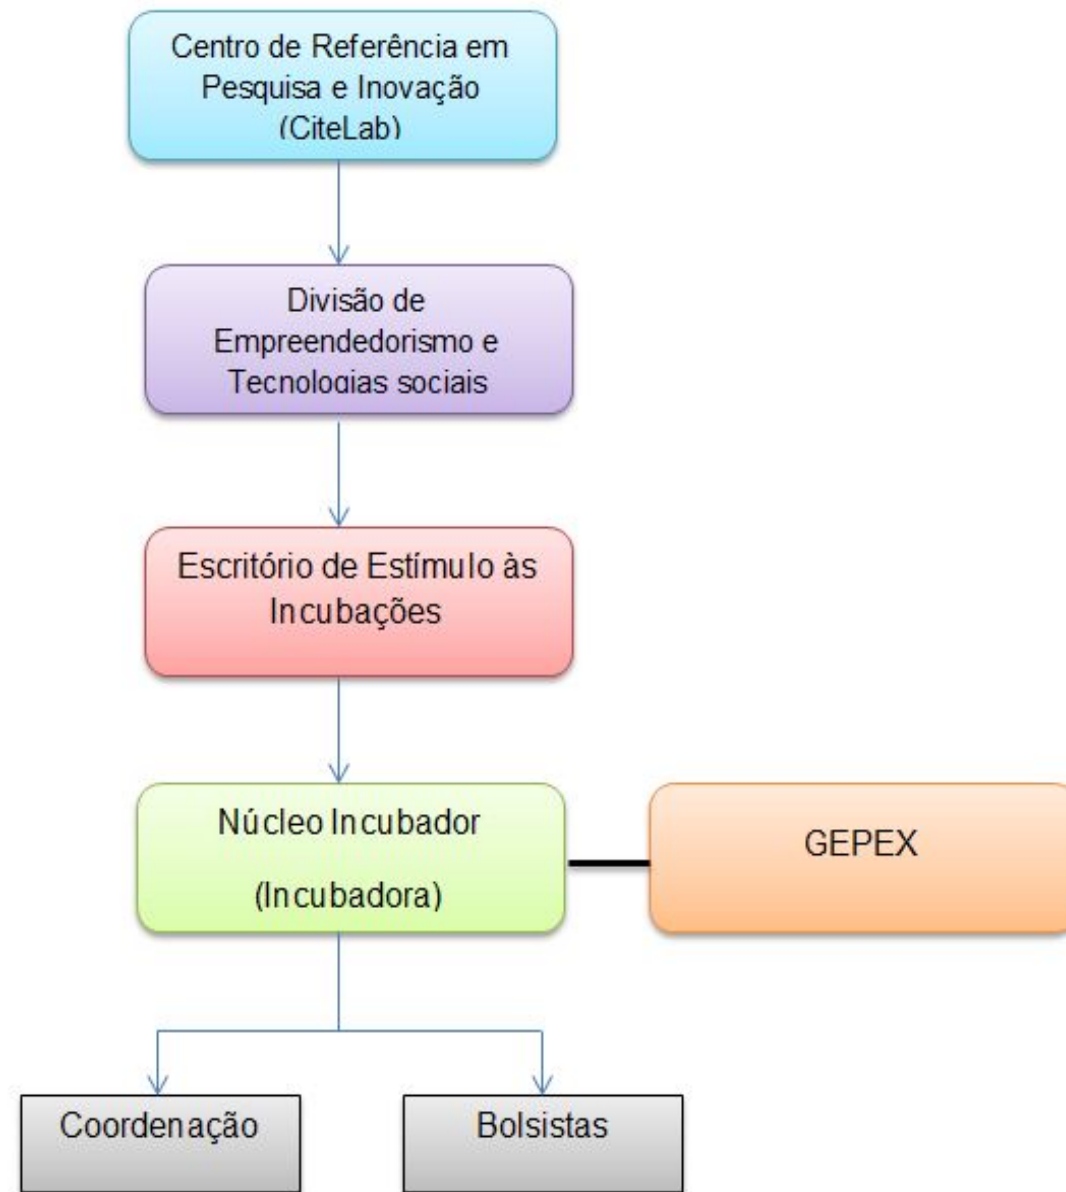 Centro de Referência em
Pesquisa e Inovação
(CiteLab)
Divisão de
Empreendedorismo e
Tecnologias sociais
Escritório de Estímulo às
Incubações
Núcleo Incubador
(Incubadora)
GEPEX
Coordenação
Bolsistas